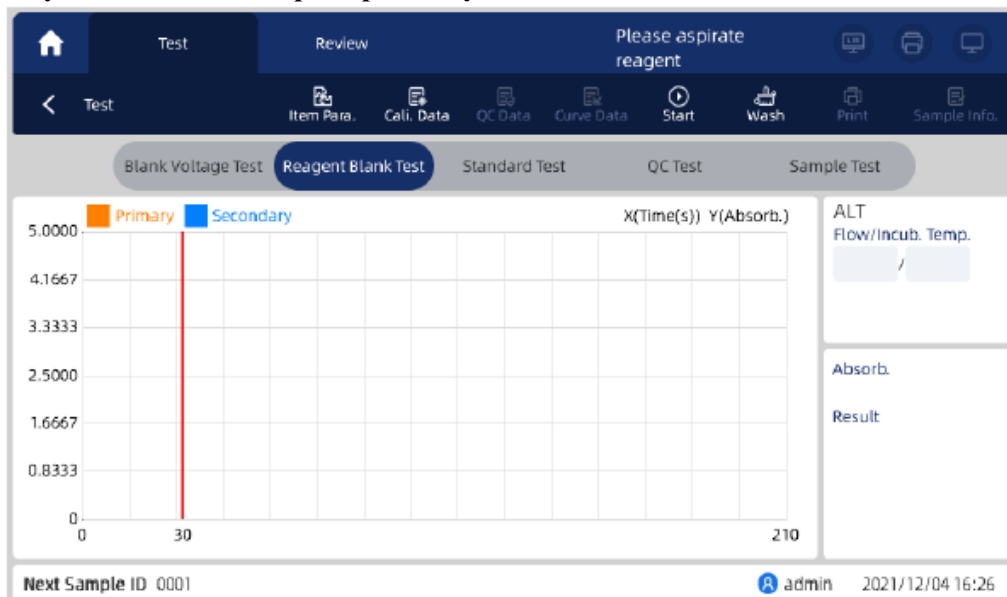 Test
Review
Please aspirate
reagent
LIS
Test
Item Para.
Cali. Data
QC Data
Curve Data
Start
Wash
Print
Sample Info.
Blank Voltage Test
Reagent Blank Test
Standard Test
QC Test
Sample Test
Primary
Secondary
X(Time(s)) Y(Absorb.)
5.0000
4.1667
3.3333
2.5000
1.6667
0.8333
0
0
30
210
ALT
Flow/Incub. Temp.
/
Absorb.
Result
Next Sample ID 0001
admin
2021/12/04 16:26